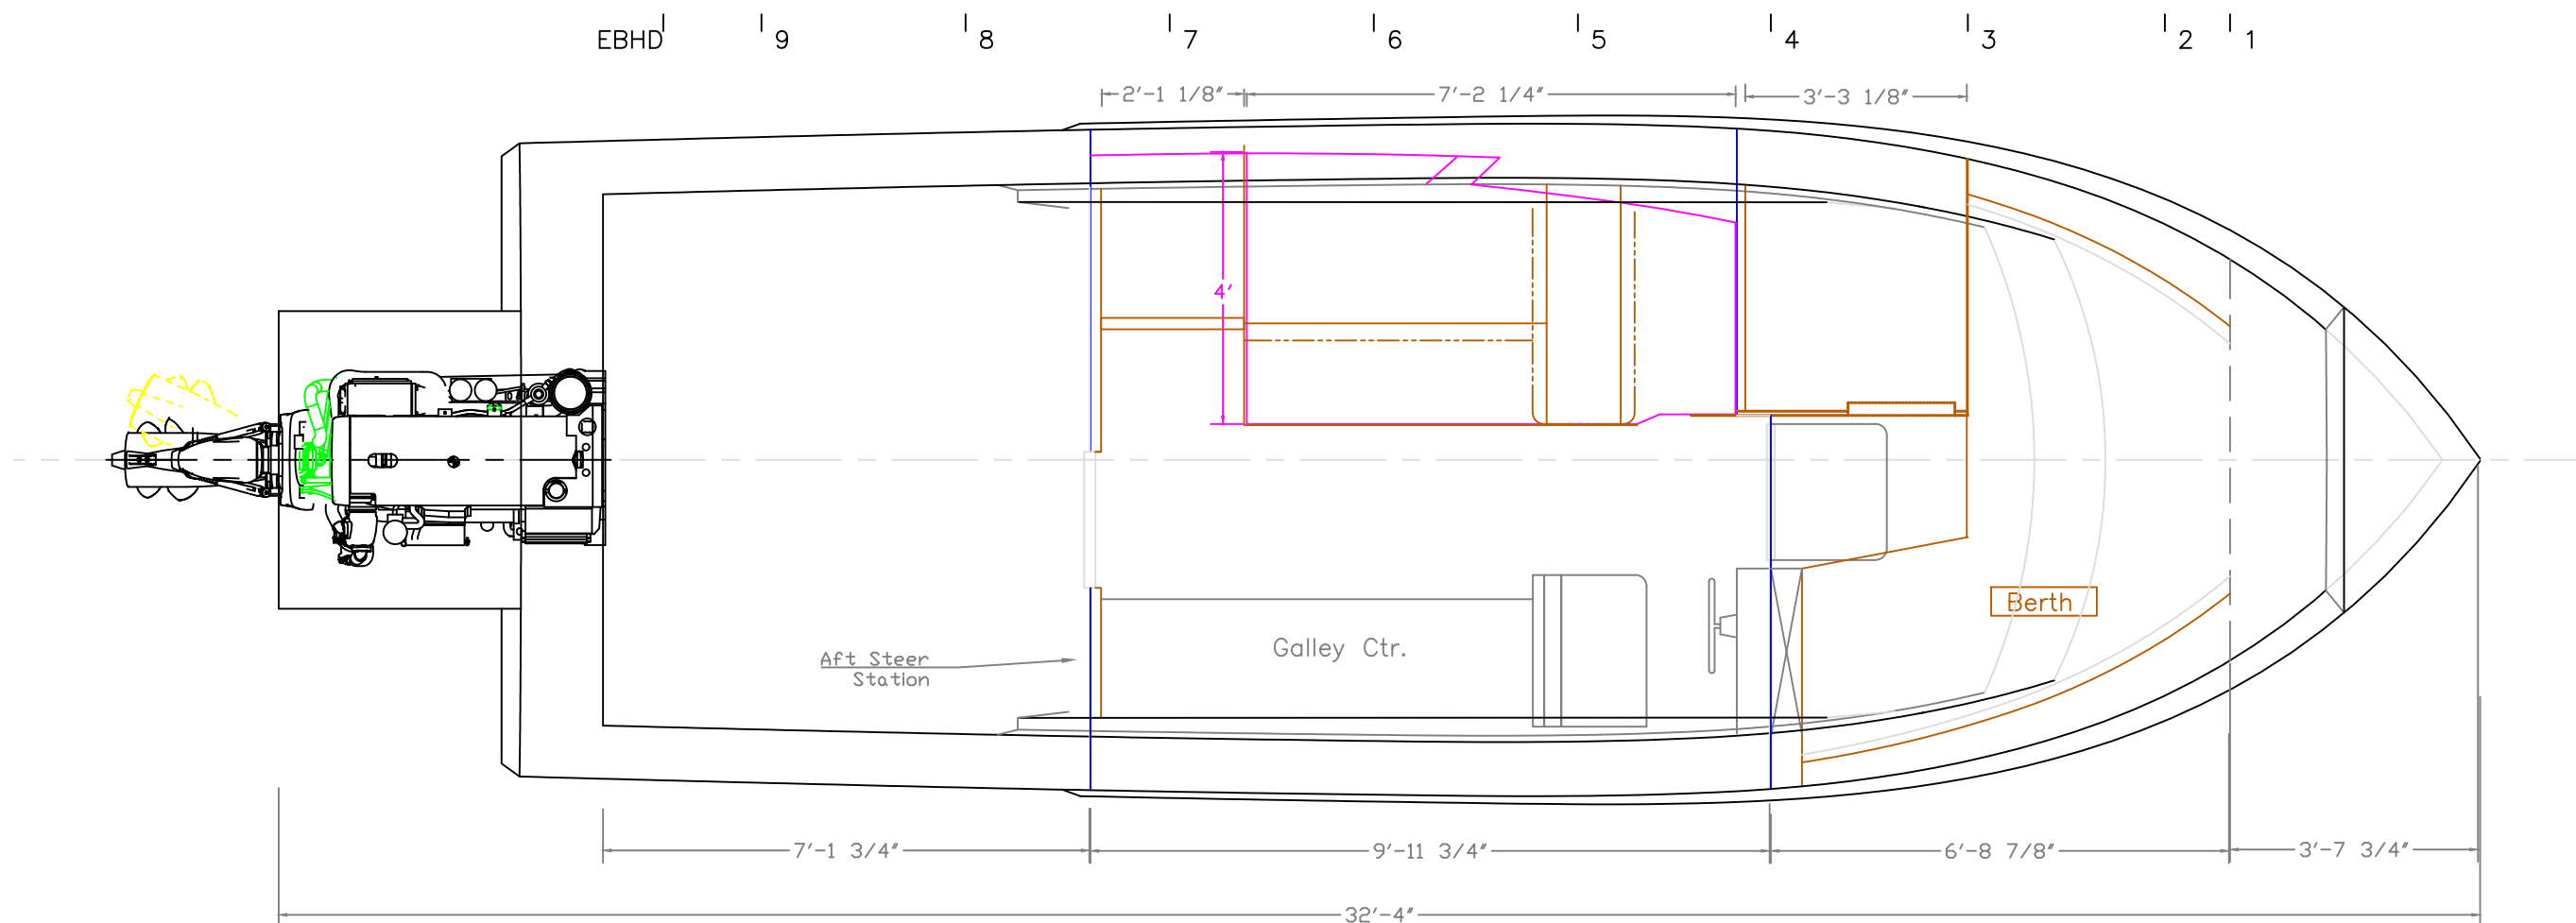 EBHD 9 8 7 6 5 4 3 2 1
2'-1 1/8" 7'-2 1/4" 3'-3 1/8"
4'
Berth
Galley Ctr.
Aft Steer
Station
7'-1 3/4" 9'-11 3/4" 6'-8 7/8" 3'-7 3/4"
32'-4"